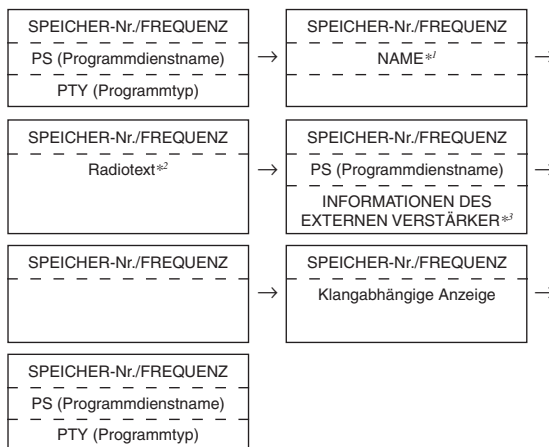 SPEICHER-Nr./FREQUENZ
PS (Programmdienstname)
PTY (Programmtyp)
→
SPEICHER-Nr./FREQUENZ
NAME*1
→
SPEICHER-Nr./FREQUENZ
Radiotext*2
→
SPEICHER-Nr./FREQUENZ
PS (Programmdienstname)
INFORMATIONEN DES
EXTERNEN VERSTÄRKER*3
→
SPEICHER-Nr./FREQUENZ
→
SPEICHER-Nr./FREQUENZ
Klangabhängige Anzeige
→
SPEICHER-Nr./FREQUENZ
PS (Programmdienstname)
PTY (Programmtyp)